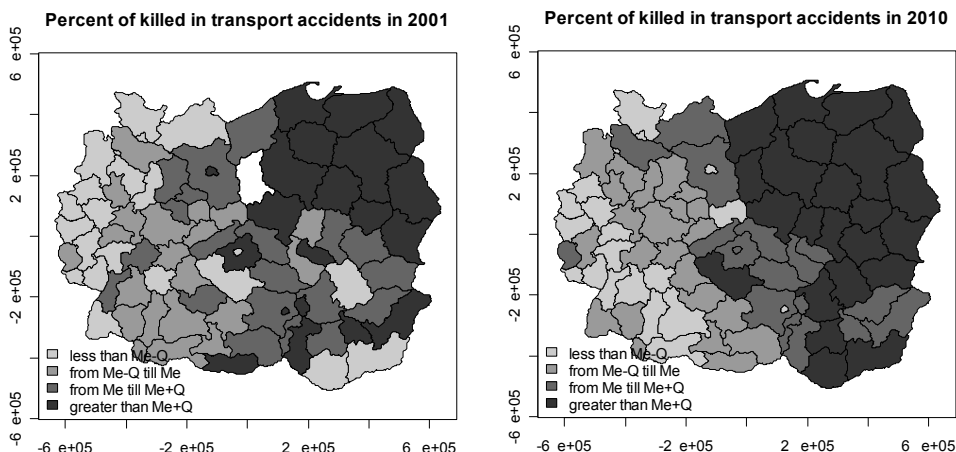 Percent of killed in transport accidents in 2001
6 e+05
2 e+05
-2 e+05
-6 e+05
less than Me-Q
from Me-Q till Me
from Me till Me+Q
greater than Me+Q
-6 e+05 -2 e+05 2 e+05 6 e+05
Percent of killed in transport accidents in 2010
6 e+05
2 e+05
-2 e+05
-6 e+05
less than Me-Q
from Me-Q till Me
from Me till Me+Q
greater than Me+Q
-6 e+05 -2 e+05 2 e+05 6 e+05